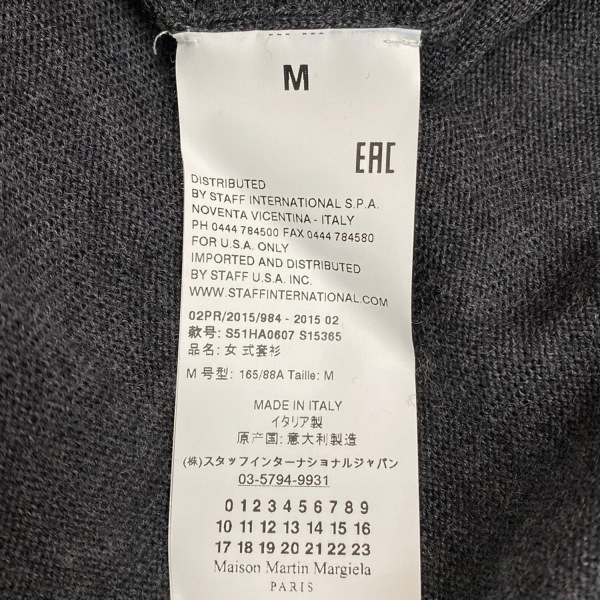 M
EAC
DISTRIBUTED
BY STAFF INTERNATIONAL S.P.A.
NOVENTA VICENTINA - ITALY
PH 0444 784500 FAX 0444 784580
FOR U.S.A. ONLY
IMPORTED AND DISTRIBUTED
BY STAFF U.S.A. INC.
WWW.STAFFINTERNATIONAL.COM
02PR/2015/984 - 2015 02
款号: S51HA0607 S15365
品名: 女 式套衫
M 号型: 165/88A Taille: M
MADE IN ITALY
イタリア製
原产国: 意大利製造
(株)スタッフインターナショナルジャパン
03-5794-9931
0 1 2 3 4 5 6 7 8 9
10 11 12 13 14 15 16
17 18 19 20 21 22 23
Maison Martin Margiela
PARIS